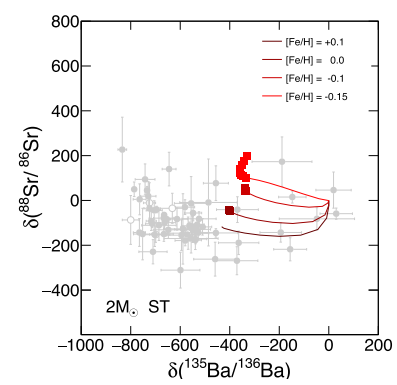 800
600
400
200
0
−200
−400
−600
−1000 −800 −600 −400 −200 0 200
δ(⁸⁸Sr/ ⁸⁶Sr)
δ(¹³⁵Ba/¹³⁶Ba)
[Fe/H] = +0.1
[Fe/H] = 0.0
[Fe/H] = -0.1
[Fe/H] = -0.15
2M☉ ST